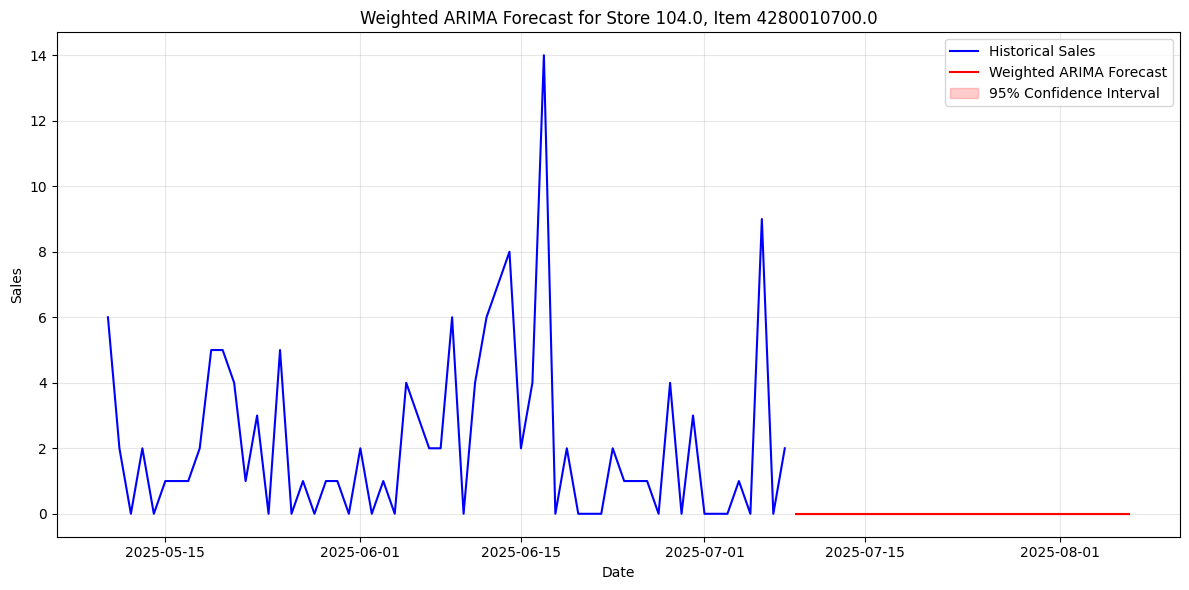 Weighted ARIMA Forecast for Store 104.0, Item 4280010700.0
Historical Sales
Weighted ARIMA Forecast
95% Confidence Interval
Sales
14
12
10
8
6
4
2
0
2025-05-15
2025-06-01
2025-06-15
2025-07-01
2025-07-15
2025-08-01
Date